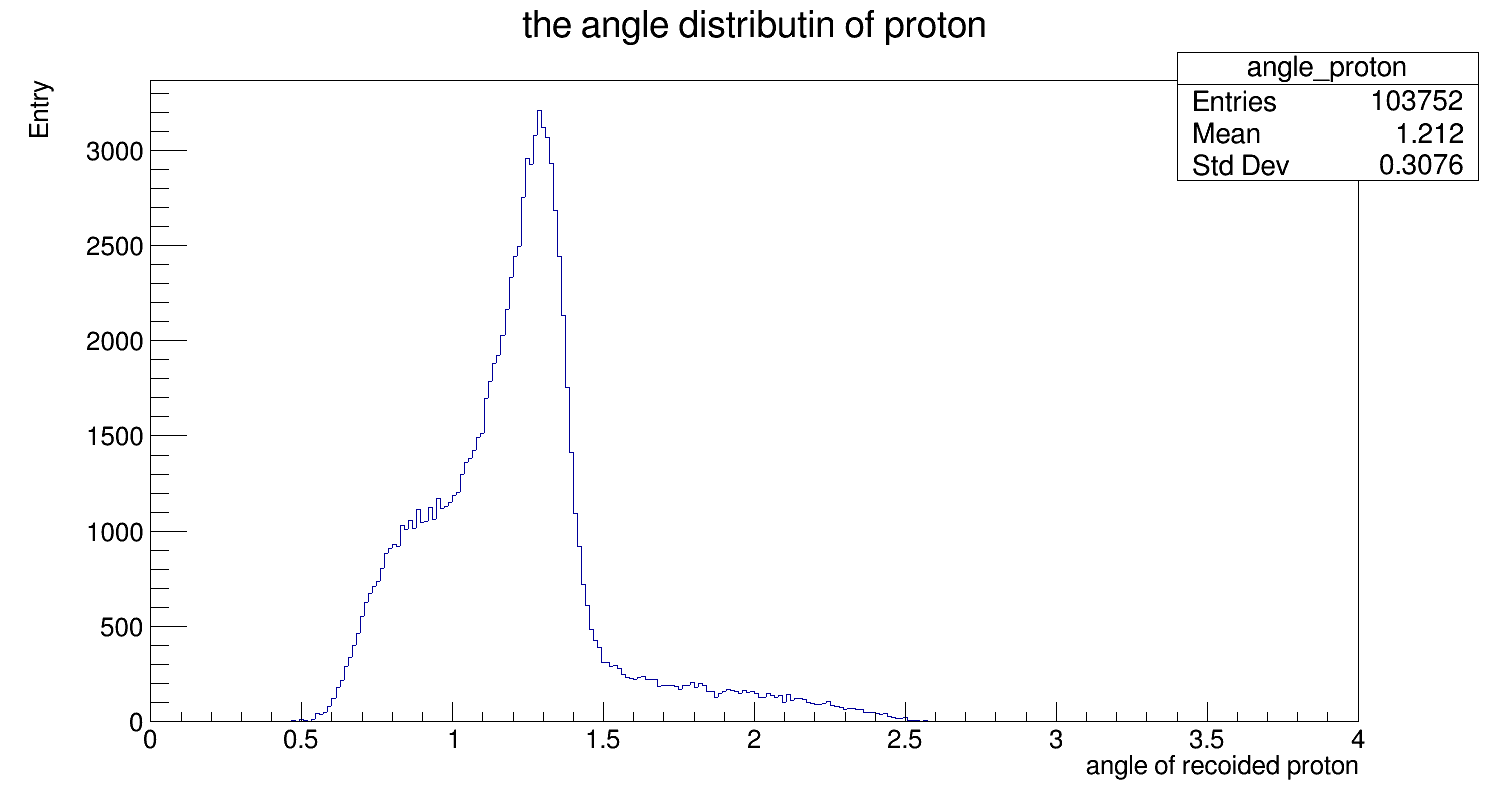 the angle distributin of proton
angle_proton
Entries 103752
Mean 1.212
Std Dev 0.3076
Entry
3000
2500
2000
1500
1000
500
0
0 0.5 1 1.5 2 2.5 3 3.5 4
angle of recoided proton